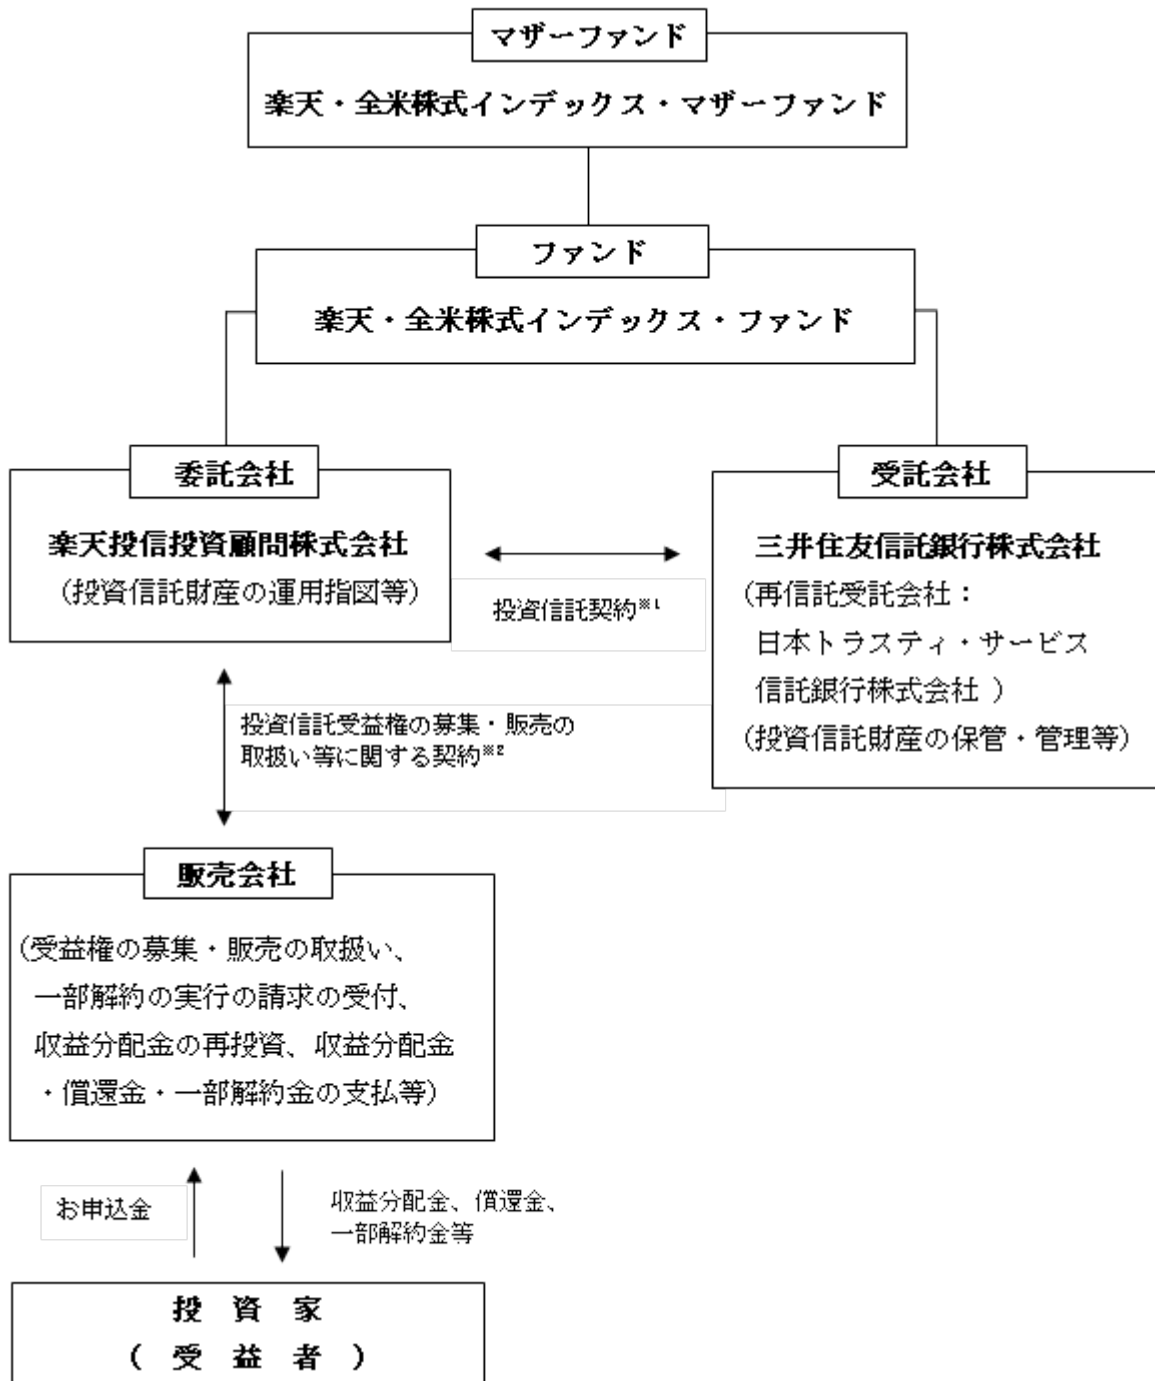 マザーファンド
楽天・全米株式インデックス・マザーファンド
ファンド
楽天・全米株式インデックス・ファンド
委託会社
楽天投信投資顧問株式会社
（投資信託財産の運用指図等）
投資信託契約※1
受託会社
三井住友信託銀行株式会社
（再信託受託会社：
日本トラスティ・サービス
信託銀行株式会社 ）
（投資信託財産の保管・管理等）
投資信託受益権の募集・販売の
取扱い等に関する契約※2
販売会社
（受益権の募集・販売の取扱い、
一部解約の実行の請求の受付、
収益分配金の再投資、収益分配金
・償還金・一部解約金の支払等）
お申込金
収益分配金、償還金、
一部解約金等
投 資 家
（ 受 益 者 ）